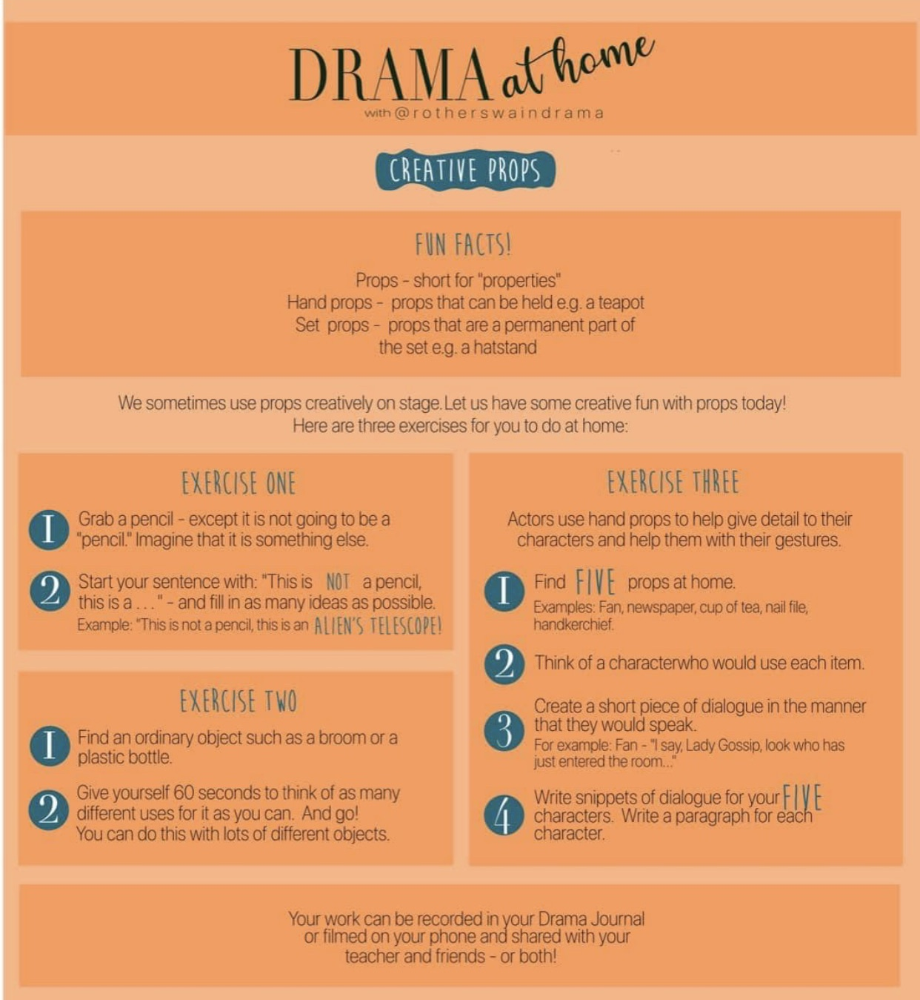 DRAMA at home
with @rotherswaindrama
CREATIVE PROPS
FUN FACTS!
Props - short for "properties"
Hand props - props that can be held e.g. a teapot
Set props - props that are a permanent part of
the set e.g. a hatstand
We sometimes use props creatively on stage. Let us have some creative fun with props today!
Here are three exercises for you to do at home:
EXERCISE ONE
1 Grab a pencil - except it is not going to be a
"pencil." Imagine that it is something else.
2 Start your sentence with: "This is NOT a pencil,
this is a . . . " - and fill in as many ideas as possible.
Example: "This is not a pencil, this is an ALIEN'S TELESCOPE!
EXERCISE TWO
1 Find an ordinary object such as a broom or a
plastic bottle.
2 Give yourself 60 seconds to think of as many
different uses for it as you can. And go!
You can do this with lots of different objects.
EXERCISE THREE
Actors use hand props to help give detail to their
characters and help them with their gestures.
1 Find FIVE props at home.
Examples: Fan, newspaper, cup of tea, nail file,
handkerchief.
2 Think of a characterwho would use each item.
3 Create a short piece of dialogue in the manner
that they would speak.
For example: Fan - "I say, Lady Gossip, look who has
just entered the room..."
4 Write snippets of dialogue for your FIVE
characters. Write a paragraph for each
character.
Your work can be recorded in your Drama Journal
or filmed on your phone and shared with your
teacher and friends - or both!